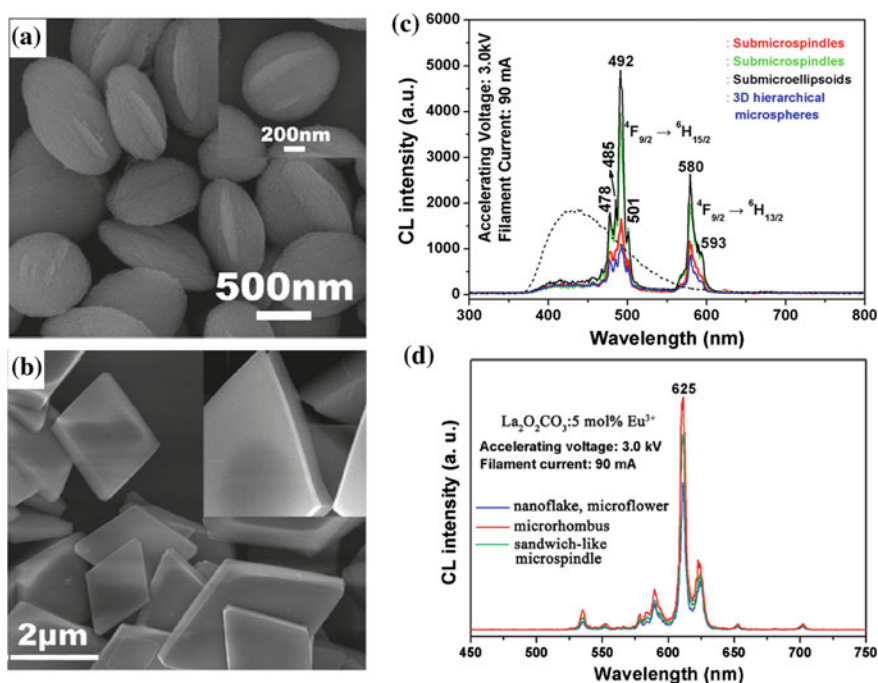 (a)
200nm
500nm
(b)
2μm
(c)
CL intensity (a.u.)
6000
5000
4000
3000
2000
1000
0
Accelerating Voltage: 3.0kV
Filament Current: 90 mA
: Submicrospindles
: Submicrospindles
: Submicroellipsoids
: 3D hierarchical
microspheres
492
⁴F₉/₂ → ⁶H₁₅/₂
485
478
501
580
⁴F₉/₂ → ⁶H₁₃/₂
593
300 400 500 600 700 800
Wavelength (nm)
(d)
CL intensity (a. u.)
625
La₂O₂CO₃:5 mol% Eu³⁺
Accelerating voltage: 3.0 kV
Filament current: 90 mA
nanoflake, microflower
microrhombus
sandwich-like
microspindle
450 500 550 600 650 700 750
Wavelength (nm)